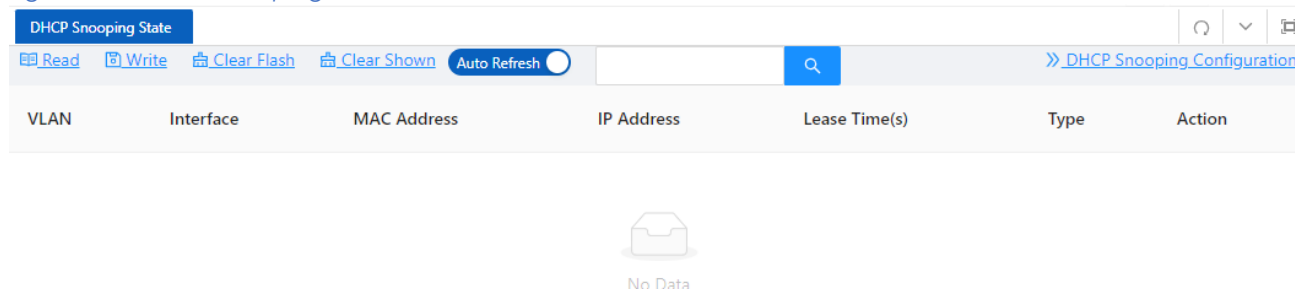 DHCP Snooping State
Read Write Clear Flash Clear Shown Auto Refresh DHCP Snooping Configuration
VLAN Interface MAC Address IP Address Lease Time(s) Type Action
No Data